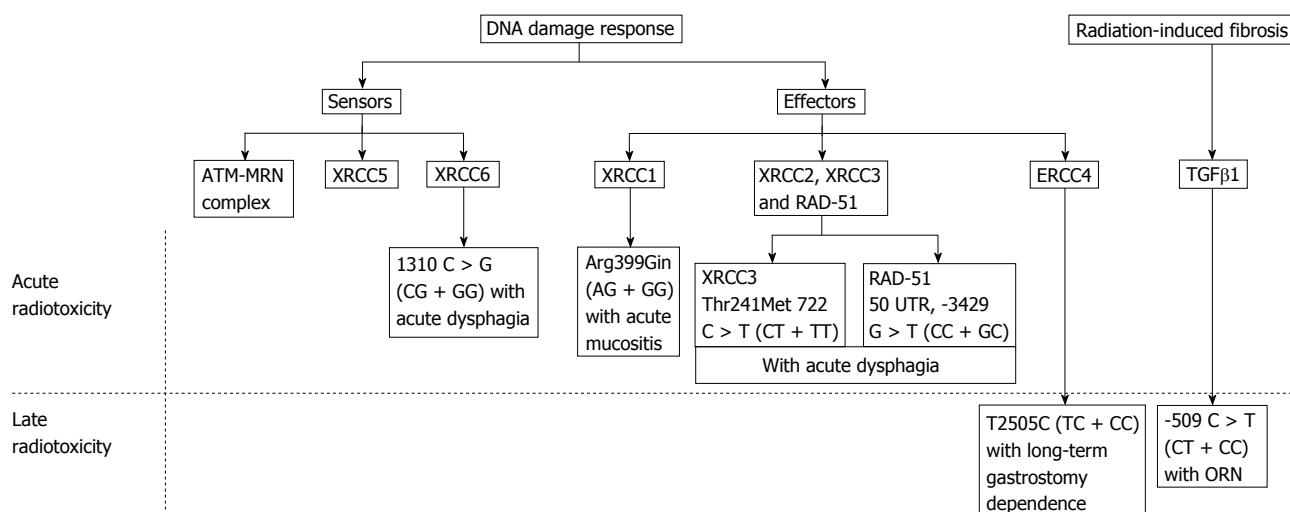 DNA damage response
Radiation-induced fibrosis
Sensors
Effectors
ATM-MRN
complex
XRCC5
XRCC6
XRCC1
XRCC2, XRCC3
and RAD-51
ERCC4
TGFβ1
Acute
radiotoxicity
1310 C > G
(CG + GG) with
acute dysphagia
Arg399Gin
(AG + GG)
with acute
mucositis
XRCC3
Thr241Met 722
C > T (CT + TT)
RAD-51
50 UTR, -3429
G > T (CC + GC)
With acute dysphagia
Late
radiotoxicity
T2505C (TC + CC)
with long-term
gastrostomy
dependence
-509 C > T
(CT + CC)
with ORN